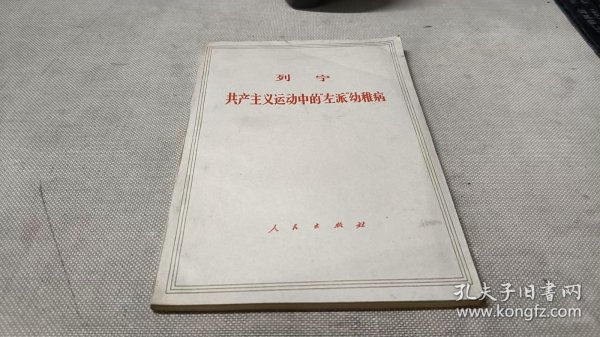 列宁
共产主义运动中的“左派”幼稚病
人民出版社
孔夫子旧书网
www.kongfz.com